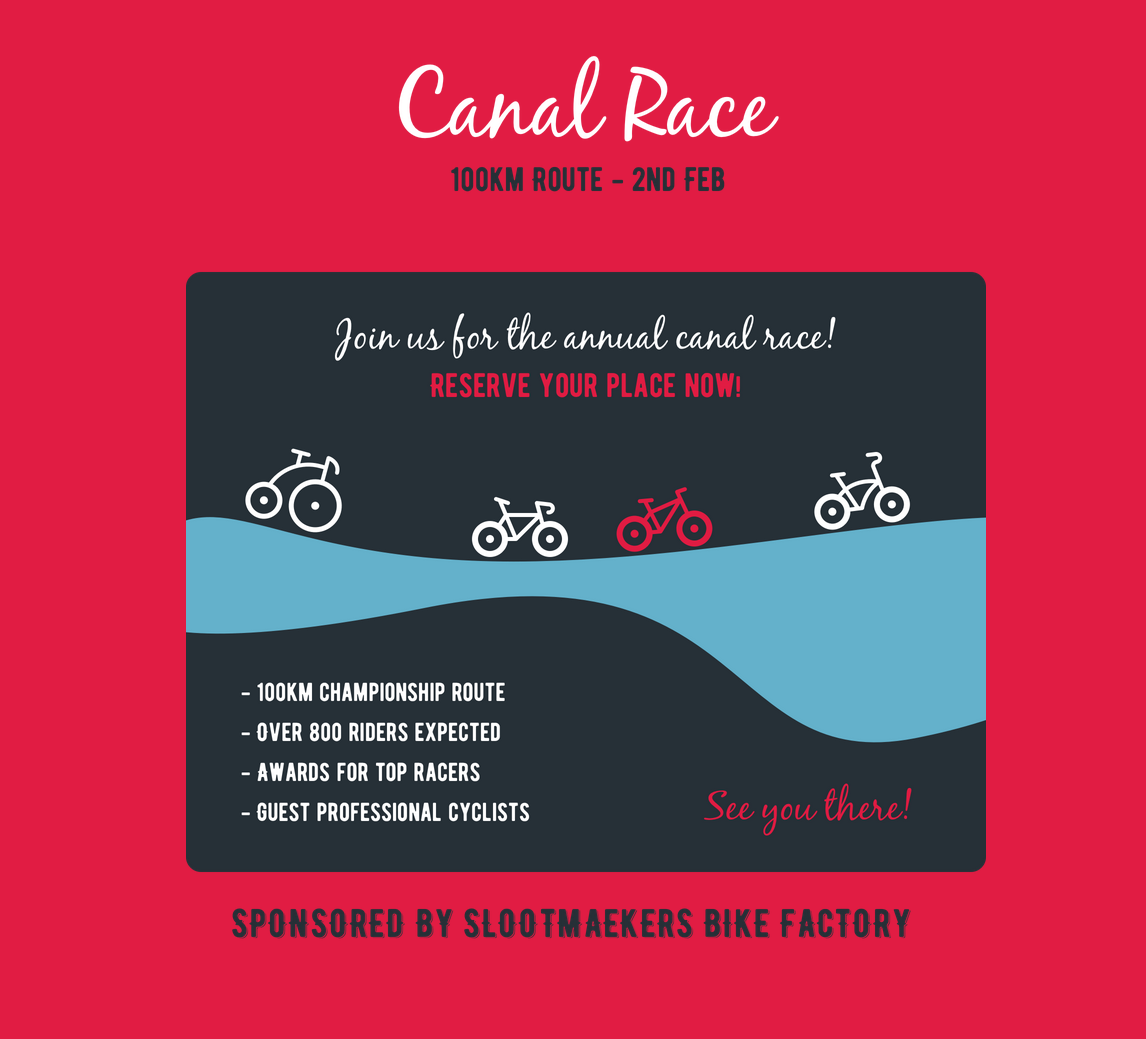 Canal Race
100KM ROUTE - 2ND FEB
Join us for the annual canal race!
RESERVE YOUR PLACE NOW!
- 100KM CHAMPIONSHIP ROUTE
- OVER 800 RIDERS EXPECTED
- AWARDS FOR TOP RACERS
- GUEST PROFESSIONAL CYCLISTS
See you there!
SPONSORED BY SLOOTMAEKERS BIKE FACTORY